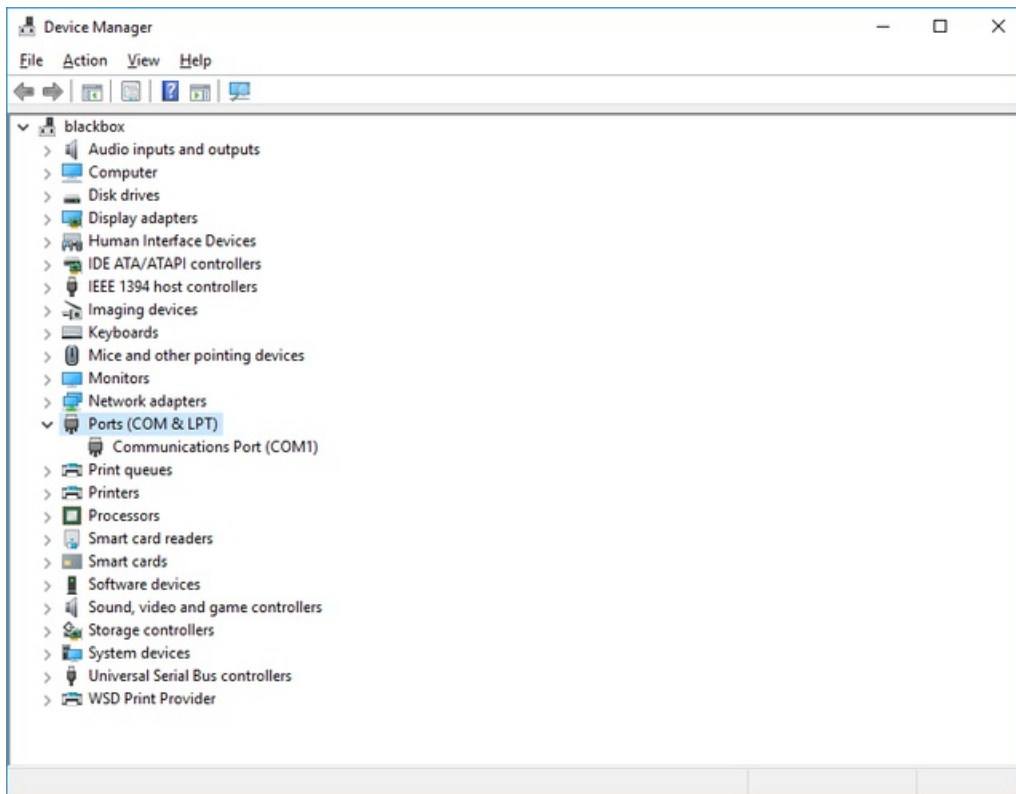 Device Manager
File Action View Help
blackbox
Audio inputs and outputs
Computer
Disk drives
Display adapters
Human Interface Devices
IDE ATA/ATAPI controllers
IEEE 1394 host controllers
Imaging devices
Keyboards
Mice and other pointing devices
Monitors
Network adapters
Ports (COM & LPT)
Communications Port (COM1)
Print queues
Printers
Processors
Smart card readers
Smart cards
Software devices
Sound, video and game controllers
Storage controllers
System devices
Universal Serial Bus controllers
WSD Print Provider